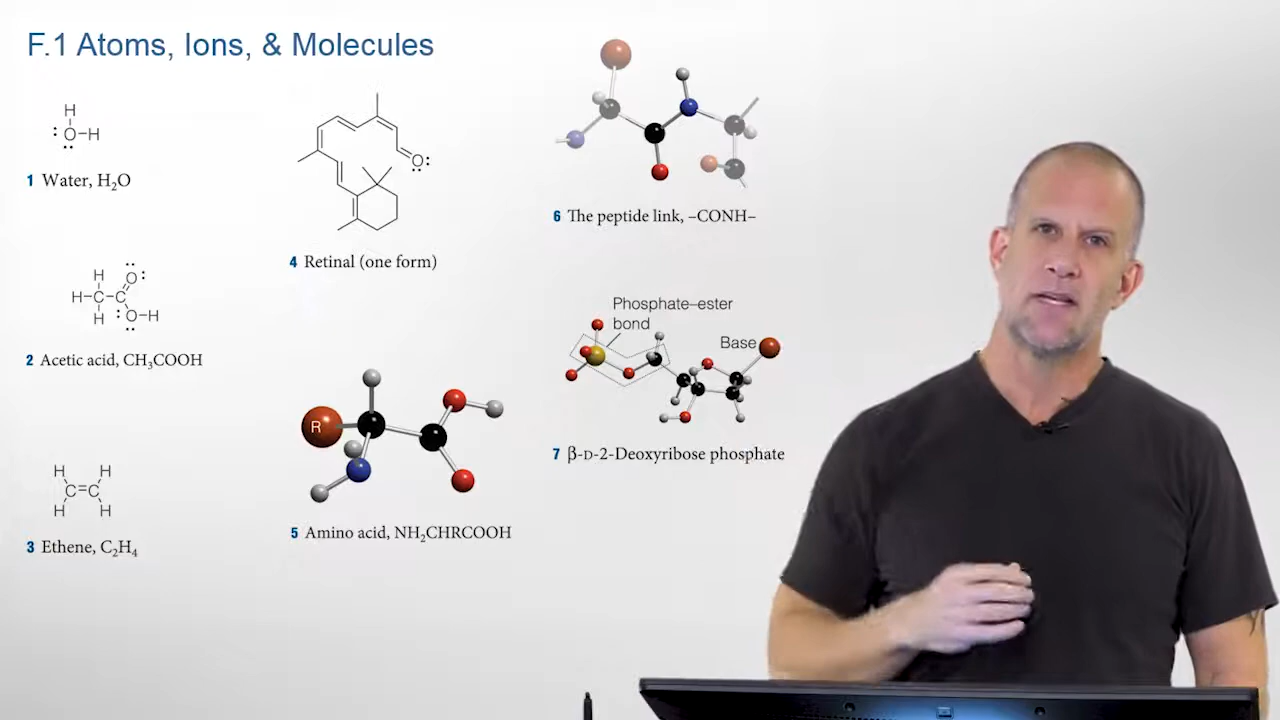 F.1 Atoms, Ions, & Molecules
H
:O–H
1 Water, H₂O
H O:
H–C–C
H :O–H
2 Acetic acid, CH₃COOH
H H
C=C
H H
3 Ethene, C₂H₄
O:
4 Retinal (one form)
R
5 Amino acid, NH₂CHRCOOH
6 The peptide link, –CONH–
Phosphate–ester
bond
Base
7 β-D-2-Deoxyribose phosphate